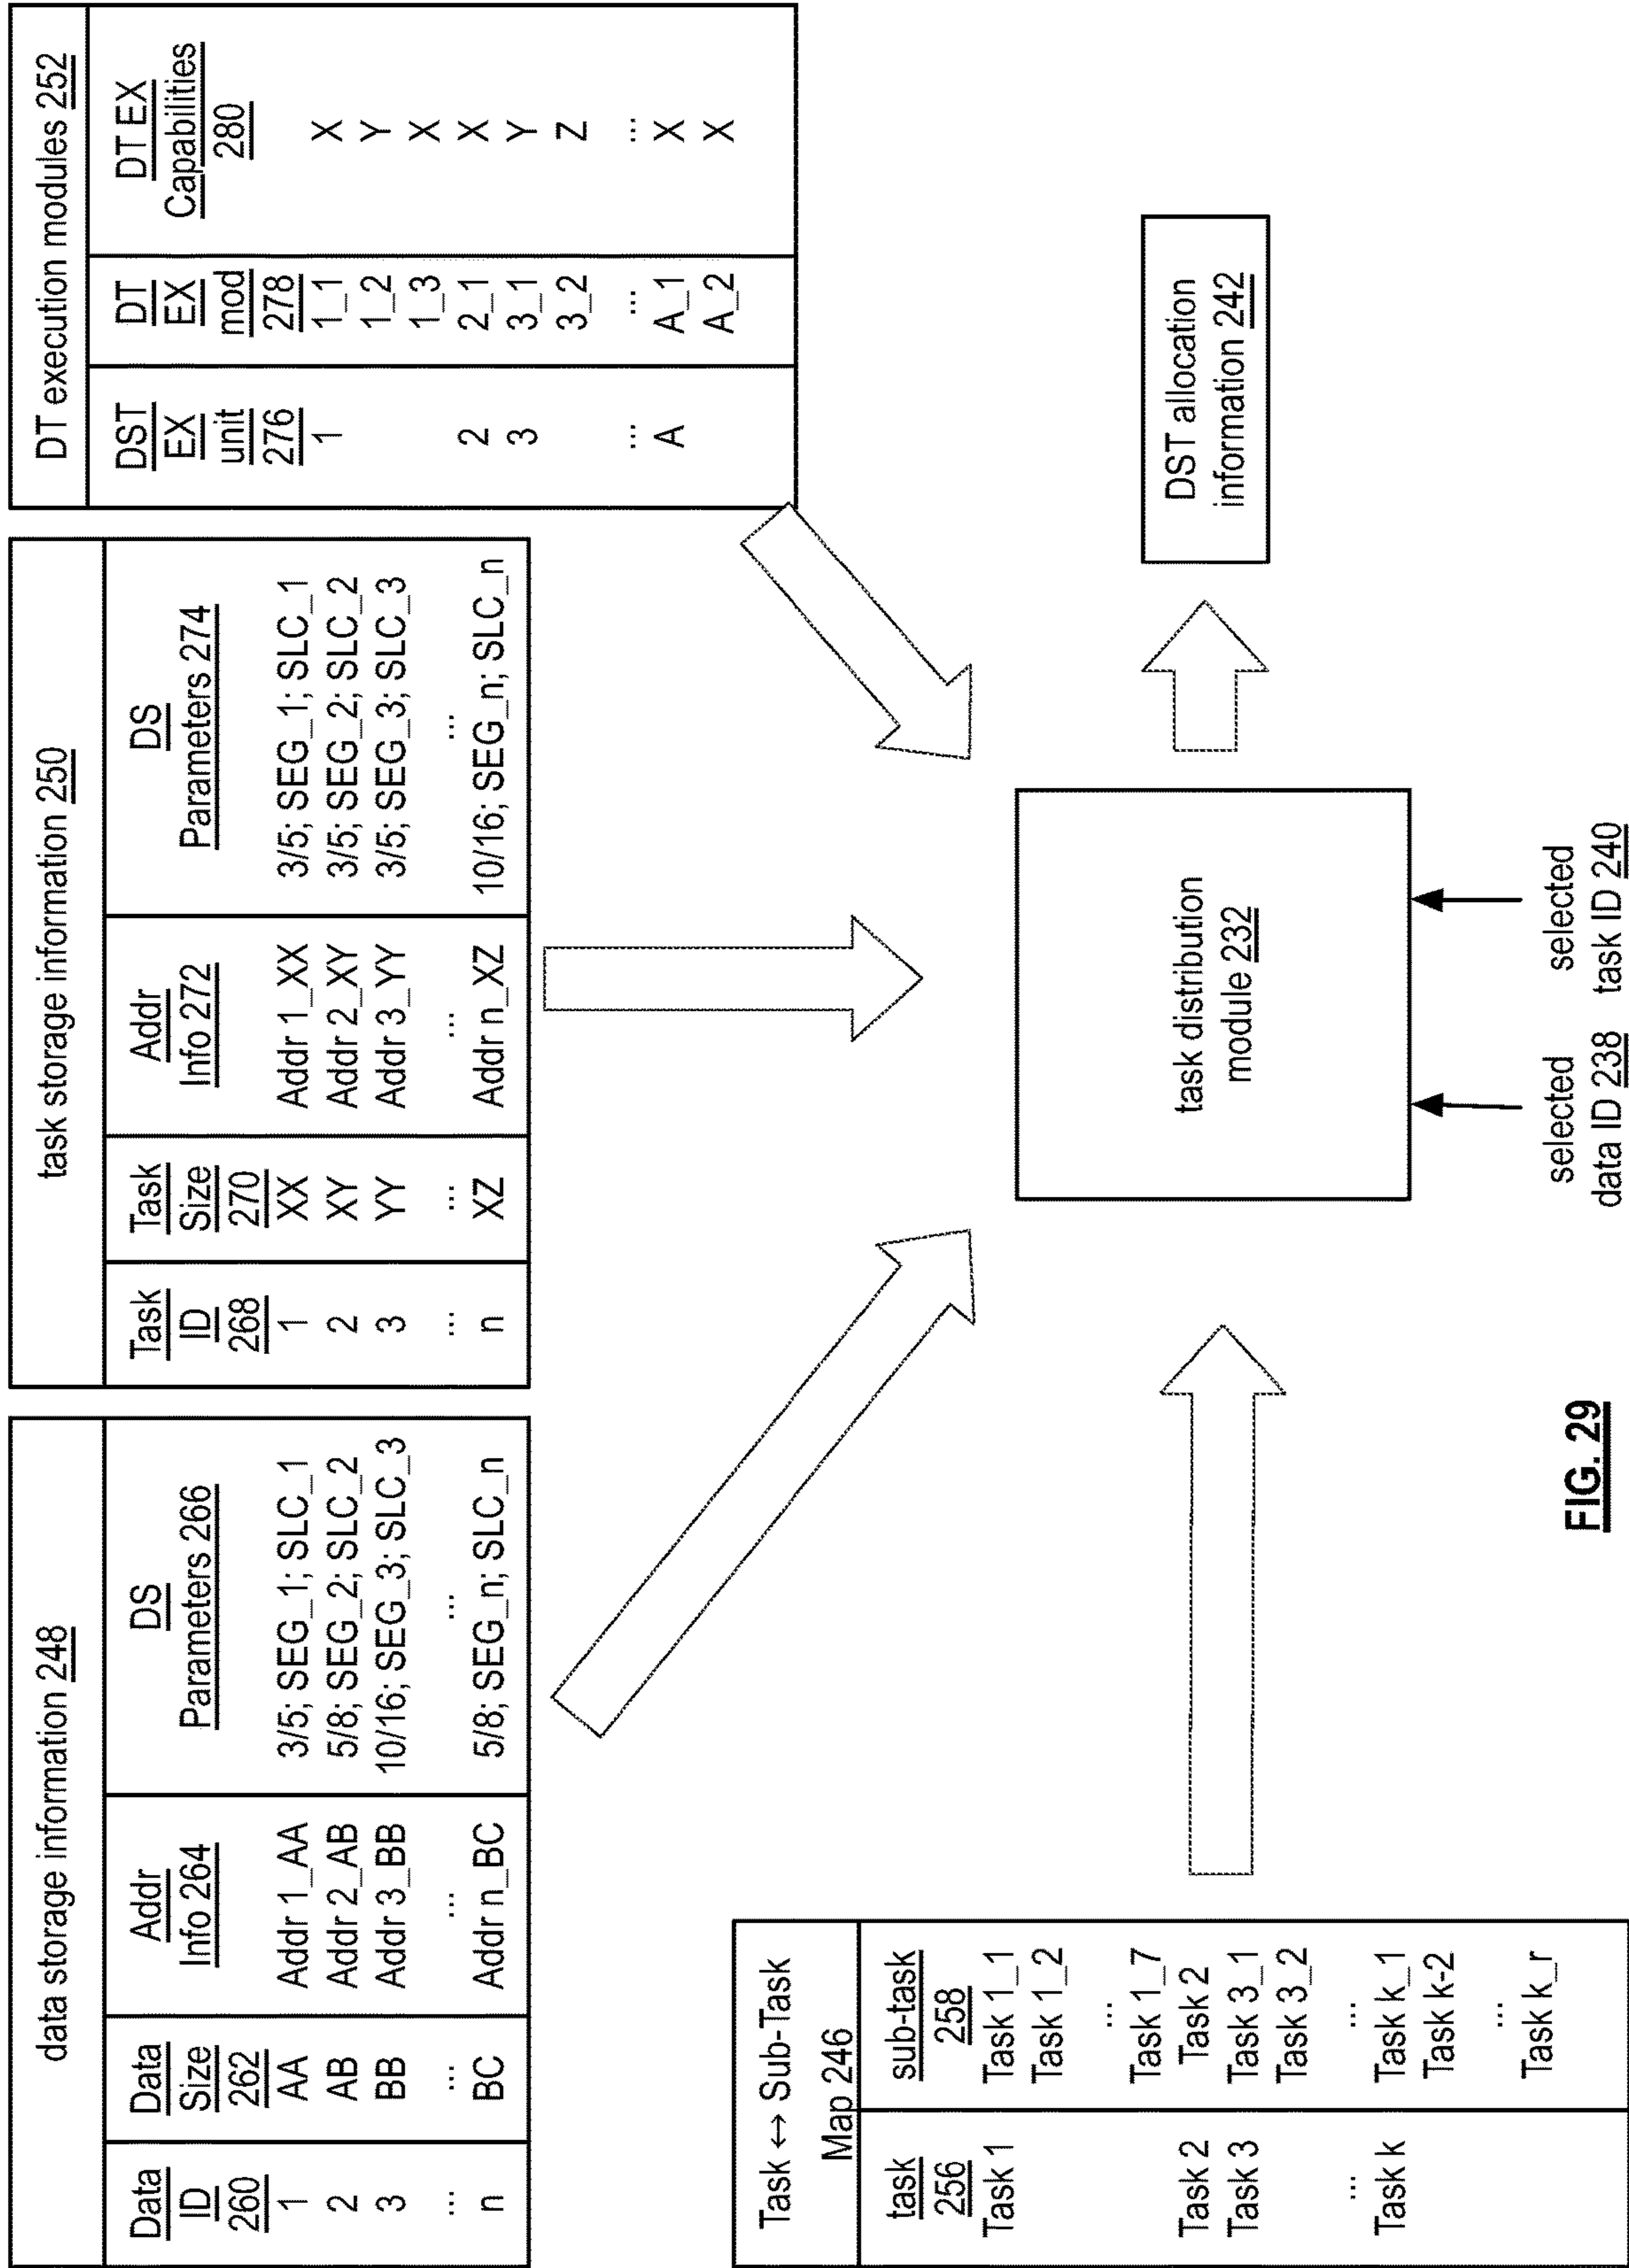 data storage information 248
Data ID 260
Data Size 262
Addr Info 264
DS Parameters 266
1 AA Addr 1_AA 3/5; SEG_1; SLC_1
2 AB Addr 2_AB 5/8; SEG_2; SLC_2
3 BB Addr 3_BB 10/16; SEG_3; SLC_3
... ... ... ...
n BC Addr n_BC 5/8; SEG_n; SLC_n
task storage information 250
Task ID 268
Task Size 270
Addr Info 272
DS Parameters 274
1 XX Addr 1_XX 3/5; SEG_1; SLC_1
2 XY Addr 2_XY 3/5; SEG_2; SLC_2
3 YY Addr 3_YY 3/5; SEG_3; SLC_3
... ... ... ...
n XZ Addr n_XZ 10/16; SEG_n; SLC_n
DT execution modules 252
DST EX unit 276
DT EX mod 278
DT EX Capabilities 280
1 1_1 X
1_2 Y
1_3 X
2 2_1 X
3 3_1 Y
3_2 Z
... ... ...
A A_1 X
A_2 X
Task ↔ Sub-Task
Map 246
task 256
sub-task 258
Task 1 Task 1_1
Task 1_2
...
Task 1_7
Task 2 Task 2
Task 3 Task 3_1
Task 3_2
... ...
Task k Task k_1
Task k-2
...
Task k_r
task distribution
module 232
DST allocation
information 242
selected
data ID 238
selected
task ID 240
FIG. 29